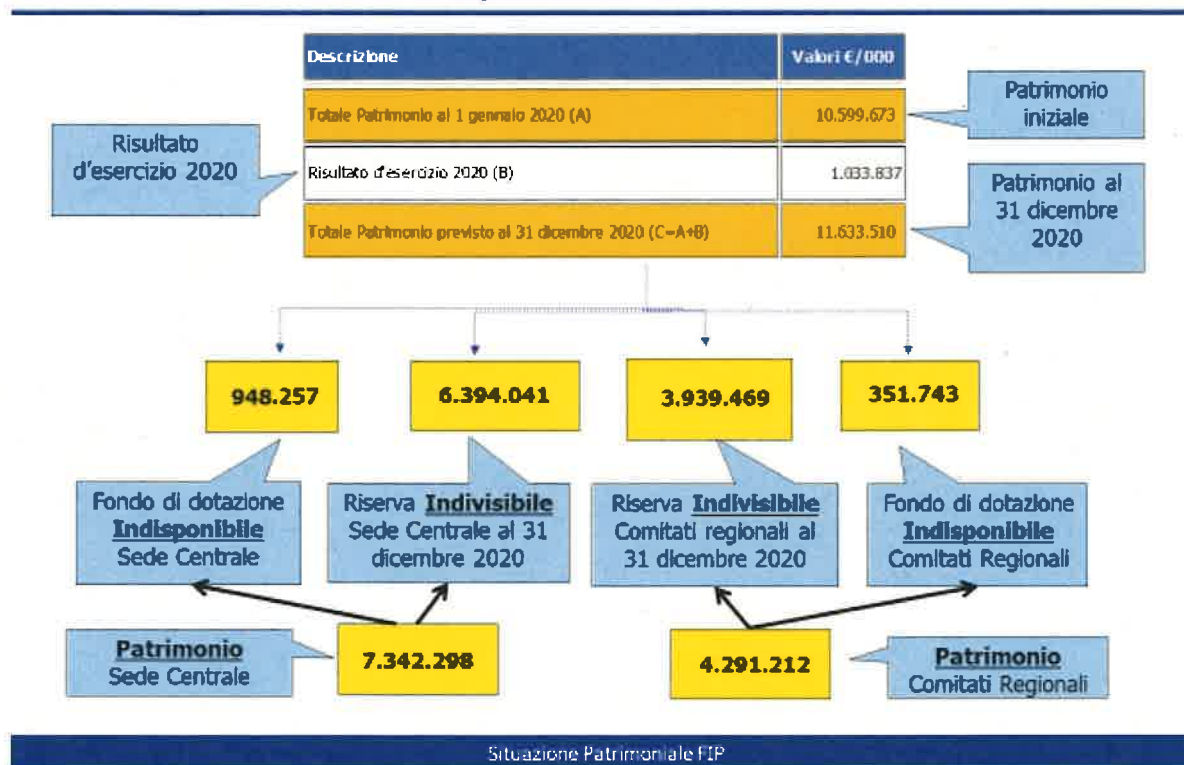 Descrizione Valori €/000
Totale Patrimonio al 1 gennaio 2020 (A) 10.599.673
Risultato d'esercizio 2020 (B) 1.033.837
Totale Patrimonio previsto al 31 dicembre 2020 (C=A+B) 11.633.510
Patrimonio
iniziale
Risultato
d'esercizio 2020
Patrimonio al
31 dicembre
2020
948.257
6.394.041
3.939.469
351.743
Fondo di dotazione
Indisponibile
Sede Centrale
Riserva Indivisibile
Sede Centrale al 31
dicembre 2020
Riserva Indivisibile
Comitati regionali al
31 dicembre 2020
Fondo di dotazione
Indisponibile
Comitati Regionali
Patrimonio
Sede Centrale
7.342.298
4.291.212
Patrimonio
Comitati Regionali
Situazione Patrimoniale FIP